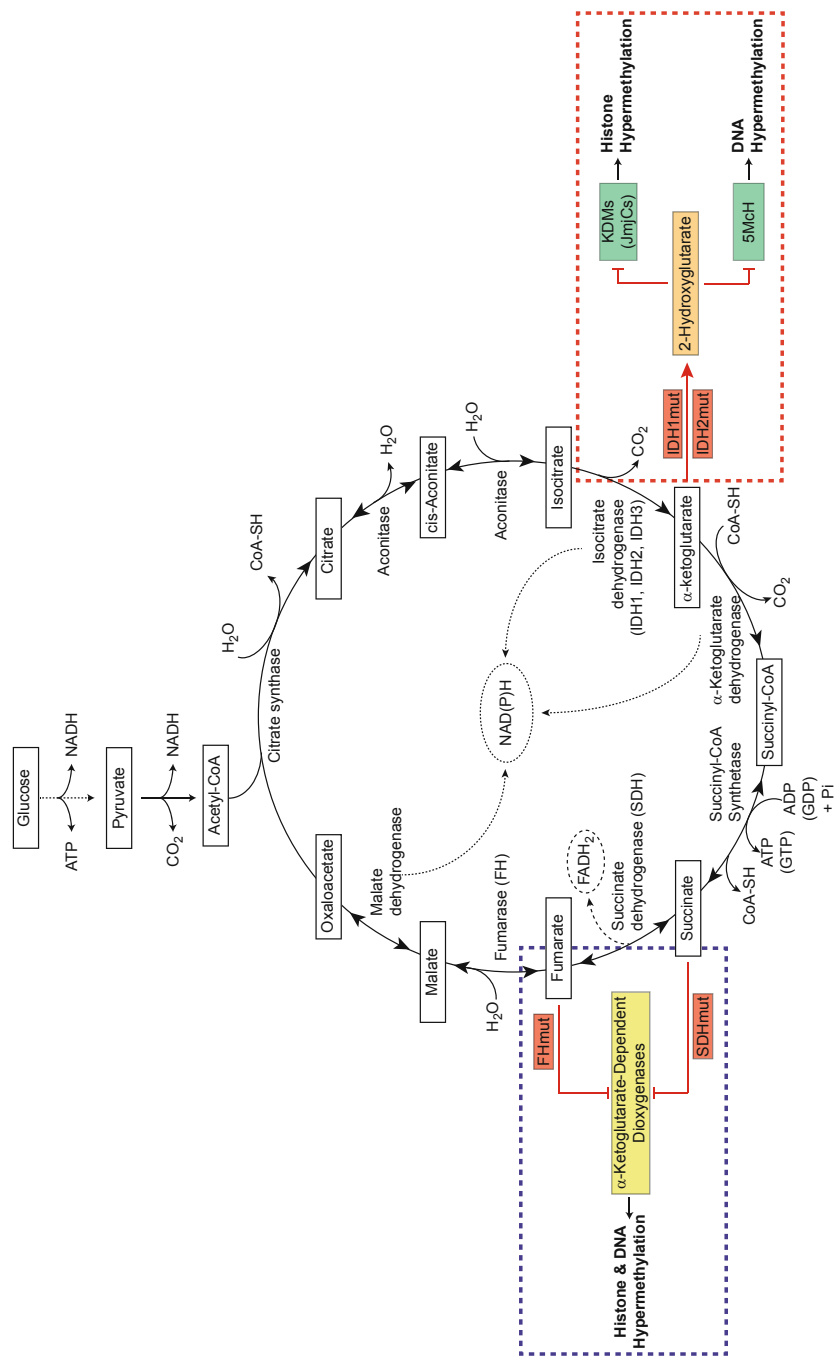 Glucose
ATP
NADH
Pyruvate
CO2
NADH
Acetyl-CoA
H2O
CoA-SH
Citrate synthase
Oxaloacetate
Citrate
Malate
dehydrogenase
Aconitase
H2O
Malate
cis-Aconitate
H2O
Fumarase (FH)
Aconitase
H2O
NAD(P)H
Fumarate
Isocitrate
FADH2
Isocitrate
dehydrogenase
(IDH1, IDH2, IDH3)
CO2
Succinate
dehydrogenase (SDH)
Succinate
α-ketoglutarate
CoA-SH
Succinyl-CoA
Synthetase
α-Ketoglutarate
dehydrogenase
CoA-SH
ATP
(GTP)
ADP
(GDP)
+ Pi
CO2
Succinyl-CoA
FHmut
α-Ketoglutarate-Dependent
Dioxygenases
SDHmut
Histone & DNA
Hypermethylation
IDH1mut
IDH2mut
2-Hydroxyglutarate
KDMs
(JmjCs)
Histone
Hypermethylation
5McH
DNA
Hypermethylation